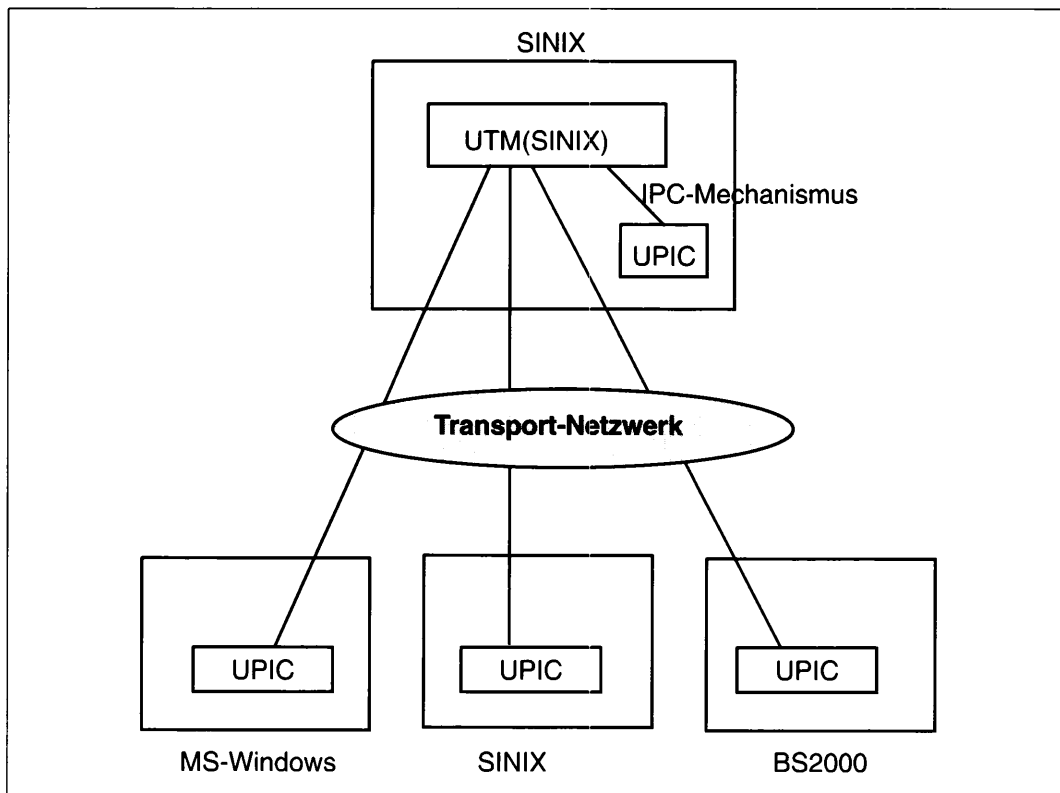 SINIX
UTM(SINIX)
IPC-Mechanismus
UPIC
Transport-Netzwerk
UPIC
UPIC
UPIC
MS-Windows
SINIX
BS2000